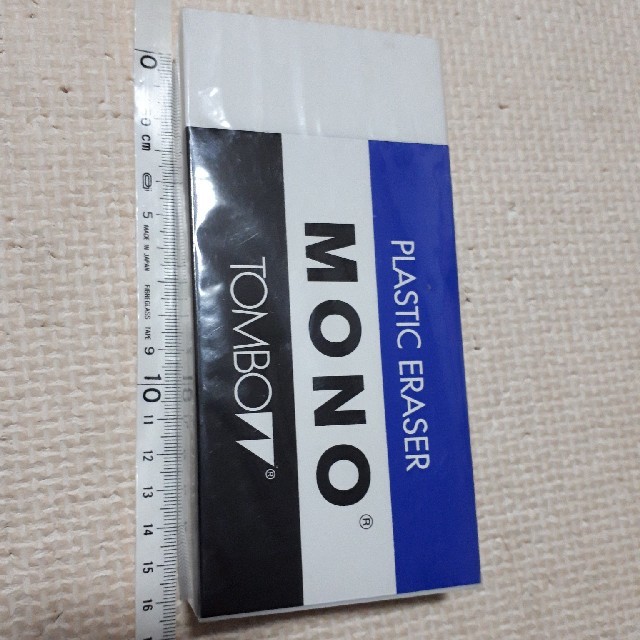 PLASTIC ERASER
MONO®
TOMBOW®
0
cm
5
MADE IN JAPAN FIBREGLASS TAPE
9
10
11
12
13
14
15
16